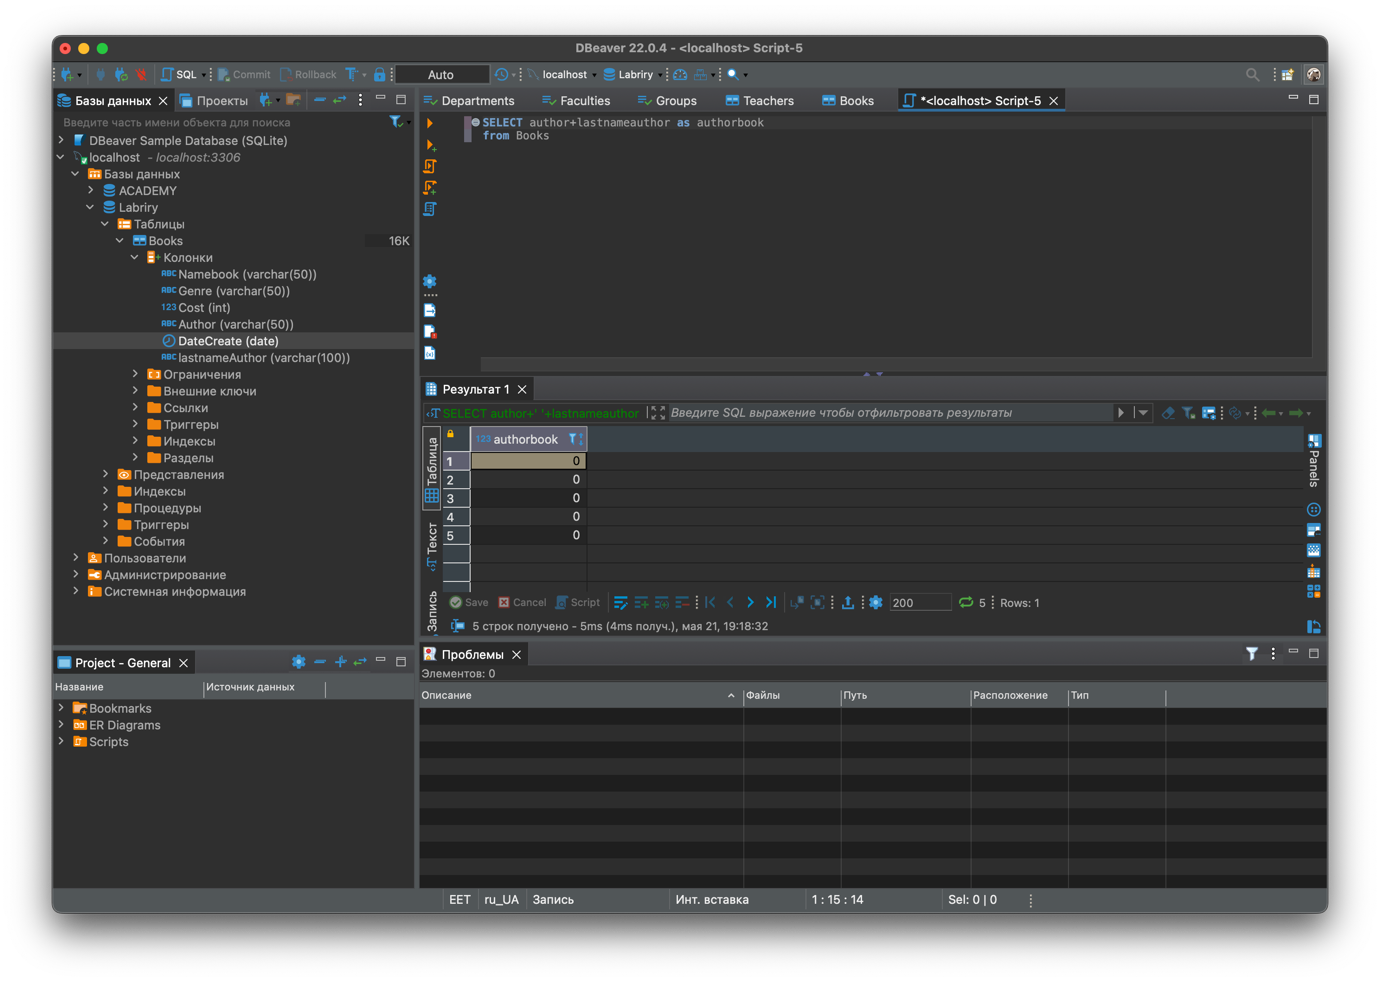 DBeaver 22.0.4 - <localhost> Script-5
SQL Commit Rollback Auto localhost Labriry
Базы данных Проекты
Введите часть имени объекта для поиска
DBeaver Sample Database (SQLite)
localhost - localhost:3306
Базы данных
ACADEMY
Labriry
Таблицы
Books 16K
Колонки
ABC Namebook (varchar(50))
ABC Genre (varchar(50))
123 Cost (int)
ABC Author (varchar(50))
DateCreate (date)
ABC lastnameAuthor (varchar(100))
Ограничения
Внешние ключи
Ссылки
Триггеры
Индексы
Разделы
Представления
Индексы
Процедуры
Триггеры
События
Пользователи
Администрирование
Системная информация
Departments Faculties Groups Teachers Books *<localhost> Script-5
SELECT author+lastnameauthor as authorbook
from Books
Результат 1
SELECT author+' '+lastnameauthor Введите SQL выражение чтобы отфильтровать результаты
Таблица
Текст
Запись
123 authorbook
1 0
2 0
3 0
4 0
5 0
Panels
Save Cancel Script 200 5 Rows: 1
5 строк получено - 5ms (4ms получ.), мая 21, 19:18:32
Project - General
Название Источник данных
Bookmarks
ER Diagrams
Scripts
Проблемы
Элементов: 0
Описание Файлы Путь Расположение Тип
EET ru_UA Запись Инт. вставка 1 : 15 : 14 Sel: 0 | 0